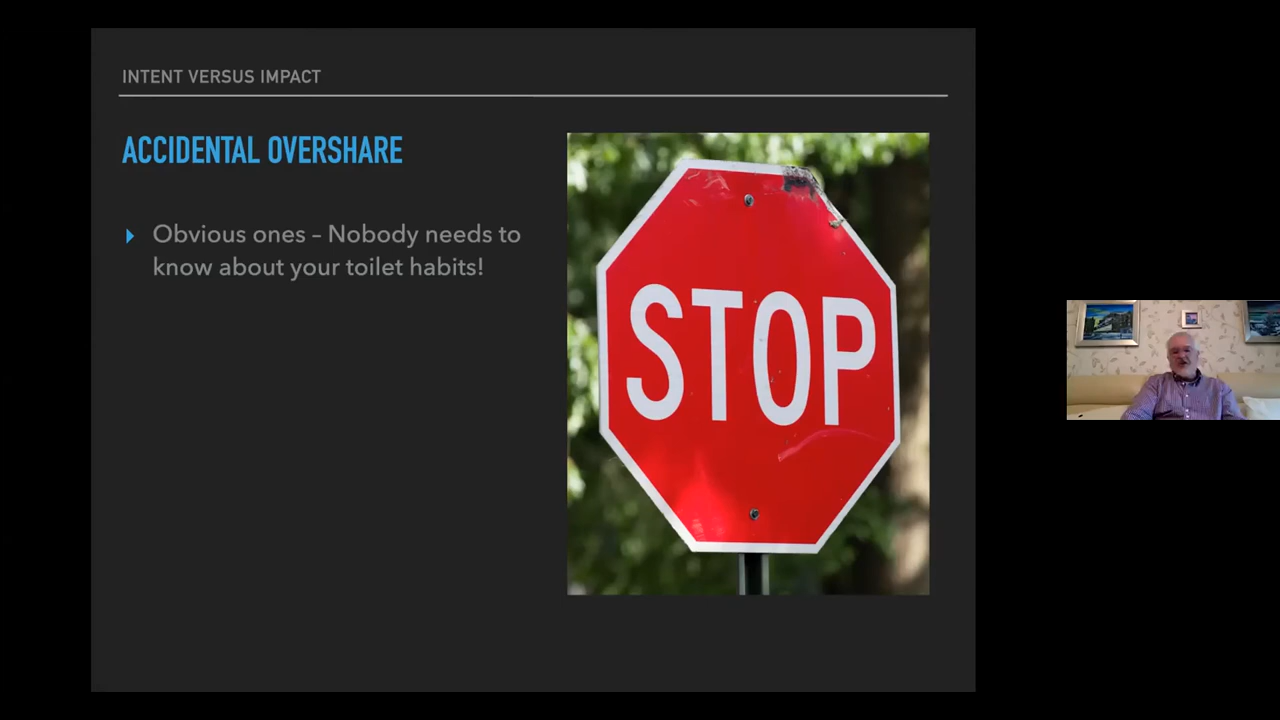 INTENT VERSUS IMPACT
ACCIDENTAL OVERSHARE
Obvious ones – Nobody needs to
know about your toilet habits!
STOP